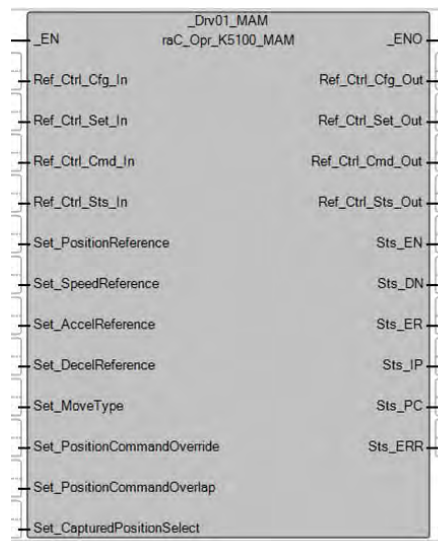 _Drv01_MAM
_EN raC_Opr_K5100_MAM _ENO
Ref_Ctrl_Cfg_In Ref_Ctrl_Cfg_Out
Ref_Ctrl_Set_In Ref_Ctrl_Set_Out
Ref_Ctrl_Cmd_In Ref_Ctrl_Cmd_Out
Ref_Ctrl_Sts_In Ref_Ctrl_Sts_Out
Set_PositionReference Sts_EN
Set_SpeedReference Sts_DN
Set_AccelReference Sts_ER
Set_DecelReference Sts_IP
Set_MoveType Sts_PC
Set_PositionCommandOverride Sts_ERR
Set_PositionCommandOverlap
Set_CapturedPositionSelect